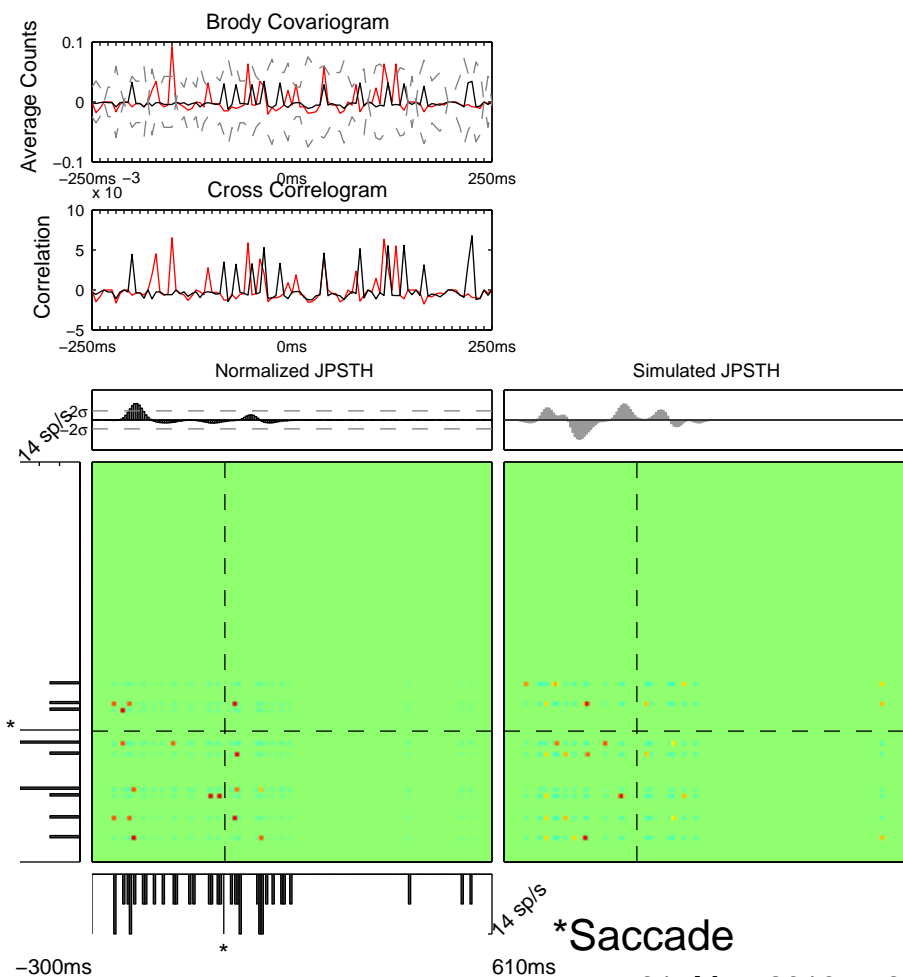 Brody Covariogram
Average Counts
0.1
0
−0.1
−250ms
0ms
250ms
−3
x 10
Cross Correlogram
Correlation
10
5
0
−5
−250ms
0ms
250ms
Normalized JPSTH
Simulated JPSTH
14 sp/s
2σ
−2σ
*
*
14 sp/s
*Saccade
−300ms
610ms